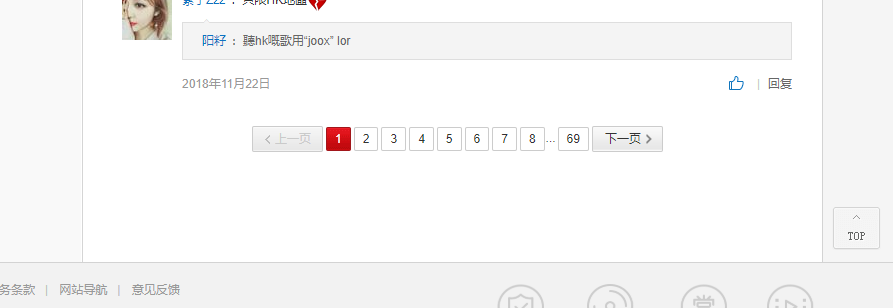 阳籽 ：聽hk嘅歌用“joox” lor
2018年11月22日 | 回复
上一页 1 2 3 4 5 6 7 8 ... 69 下一页
TOP
务条款 | 网站导航 | 意见反馈